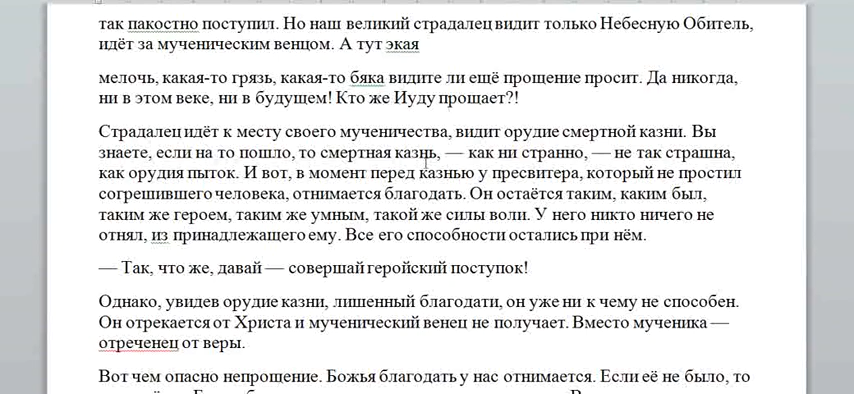 так пакостно поступил. Но наш великий страдалец видит только Небесную Обитель,
идёт за мученическим венцом. А тут экая
мелочь, какая-то грязь, какая-то бяка видите ли ещё прощение просит. Да никогда,
ни в этом веке, ни в будущем! Кто же Иуду прощает?!
Страдалец идёт к месту своего мученичества, видит орудие смертной казни. Вы
знаете, если на то пошло, то смертная казнь, — как ни странно, — не так страшна,
как орудия пыток. И вот, в момент перед казнью у пресвитера, который не простил
согрешившего человека, отнимается благодать. Он остаётся таким, каким был,
таким же героем, таким же умным, такой же силы воли. У него никто ничего не
отнял, из принадлежащего ему. Все его способности остались при нём.
— Так, что же, давай — совершай геройский поступок!
Однако, увидев орудие казни, лишенный благодати, он уже ни к чему не способен.
Он отрекается от Христа и мученический венец не получает. Вместо мученика —
отреченец от веры.
Вот чем опасно непрощение. Божья благодать у нас отнимается. Если её не было, то